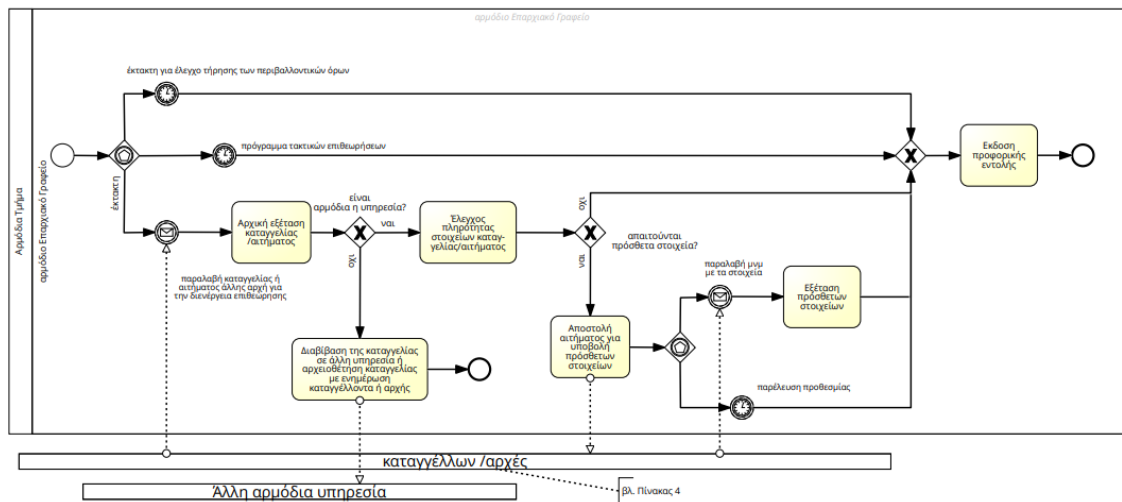 αρμόδιο Επαρχιακό Γραφείο
Αρμόδια Τμήμα
αρμόδιο Επαρχιακό Γραφείο
έκτακτη για έλεγχο τήρησης των περιβαλλοντικών όρων
πρόγραμμα τακτικών επιθεωρήσεων
Εκδοση
προφορικής
εντολής
έκτακτη
Αρχική εξέταση
καταγγελίας
/αιτήματος
είναι
αρμόδια η υπηρεσία?
ναι
οχι
Έλεγχος
πληρότητας
στοιχείων καταγ-
γελίας/αιτήματος
οχι
απαιτούνται
πρόσθετα στοιχεία?
ναι
παραλαβή καταγγελίας ή
αιτήματος άλλης αρχή για
την διενέργεια επιθεώρησης
παραλαβή μνμ
με τα στοιχεία
Εξέταση
πρόσθετων
στοιχείων
Διαβίβαση της καταγγελίας
σε άλλη υπηρεσία ή
αρχειοθέτηση καταγγελίας
με ενημέρωση
καταγγέλλοντα ή αρχής
Αποστολή
αιτήματος για
υποβολή
πρόσθετων
στοιχείων
παρέλευση προθεσμίας
καταγγέλλων /αρχές
Άλλη αρμόδια υπηρεσία
βλ. Πίνακας 4